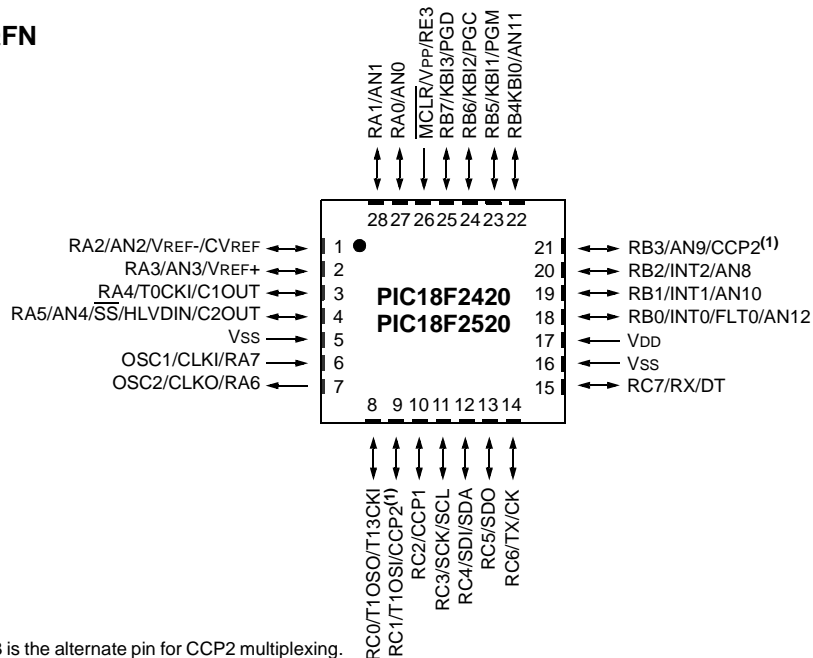 FN
RA1/AN1
RA0/AN0
MCLR/VPP/RE3
RB7/KBI3/PGD
RB6/KBI2/PGC
RB5/KBI1/PGM
RB4KBI0/AN11
28 27 26 25 24 23 22
RA2/AN2/VREF-/CVREF 1
RA3/AN3/VREF+ 2
RA4/T0CKI/C1OUT 3
RA5/AN4/SS/HLVDIN/C2OUT 4
VSS 5
OSC1/CLKI/RA7 6
OSC2/CLKO/RA6 7
PIC18F2420
PIC18F2520
21 RB3/AN9/CCP2(1)
20 RB2/INT2/AN8
19 RB1/INT1/AN10
18 RB0/INT0/FLT0/AN12
17 VDD
16 VSS
15 RC7/RX/DT
8 9 10 11 12 13 14
RC0/T1OSO/T13CKI
RC1/T1OSI/CCP2(1)
RC2/CCP1
RC3/SCK/SCL
RC4/SDI/SDA
RC5/SDO
RC6/TX/CK
is the alternate pin for CCP2 multiplexing.